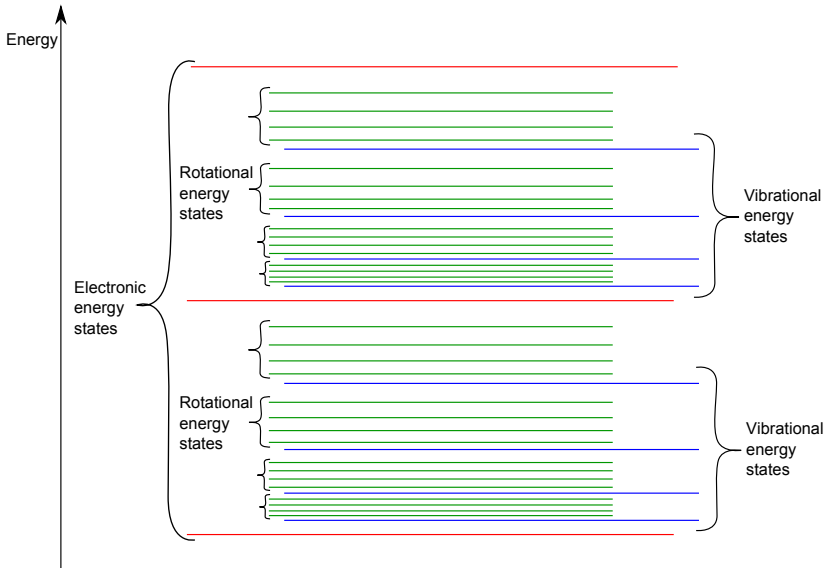 Energy
Rotational
energy
states
Vibrational
energy
states
Electronic
energy
states
Rotational
energy
states
Vibrational
energy
states